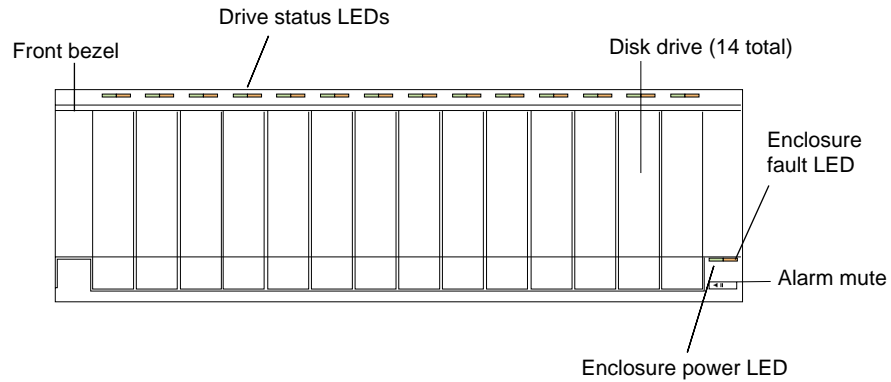 Drive status LEDs
Front bezel
Disk drive (14 total)
Enclosure
fault LED
Alarm mute
Enclosure power LED